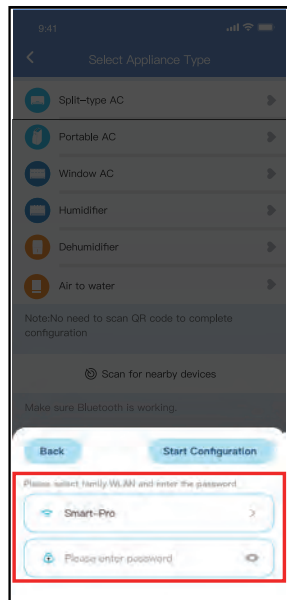 9:41
Select Appliance Type
Split-type AC
Portable AC
Window AC
Humidifier
Dehumidifier
Air to water
Note:No need to scan QR code to complete
configuration
Scan for nearby devices
Make sure Bluetooth is working.
Back
Start Configuration
Please select family WLAN and enter the password
Smart-Pro
Please enter password